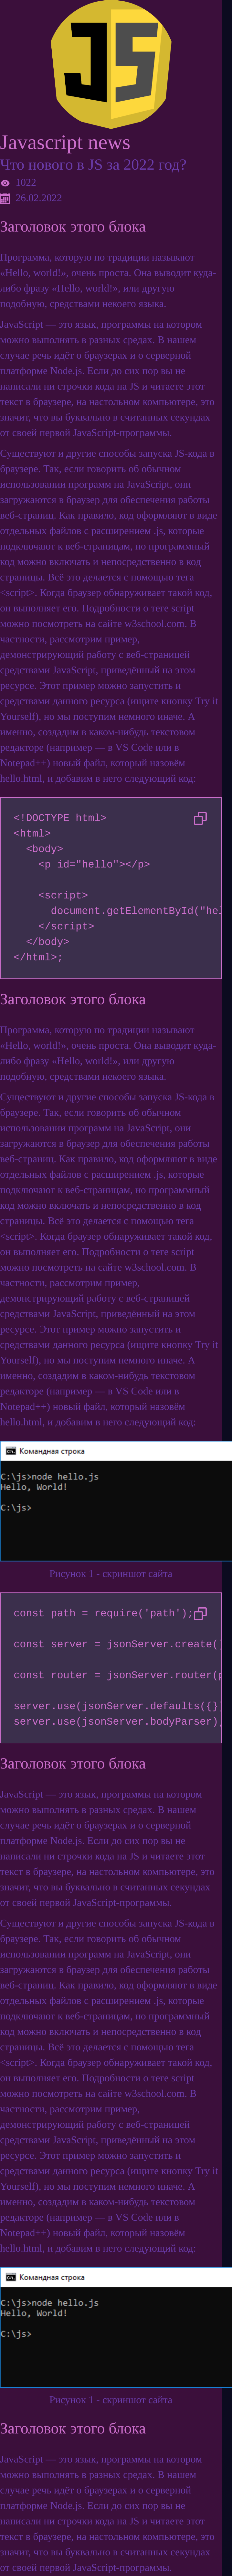 JS
Javascript news
Что нового в JS за 2022 год?
1022
26.02.2022
Заголовок этого блока
Программа, которую по традиции называют
«Hello, world!», очень проста. Она выводит куда-
либо фразу «Hello, world!», или другую
подобную, средствами некоего языка.
JavaScript — это язык, программы на котором
можно выполнять в разных средах. В нашем
случае речь идёт о браузерах и о серверной
платформе Node.js. Если до сих пор вы не
написали ни строчки кода на JS и читаете этот
текст в браузере, на настольном компьютере, это
значит, что вы буквально в считанных секундах
от своей первой JavaScript-программы.
Существуют и другие способы запуска JS-кода в
браузере. Так, если говорить об обычном
использовании программ на JavaScript, они
загружаются в браузер для обеспечения работы
веб-страниц. Как правило, код оформляют в виде
отдельных файлов с расширением .js, которые
подключают к веб-страницам, но программный
код можно включать и непосредственно в код
страницы. Всё это делается с помощью тега
<script>. Когда браузер обнаруживает такой код,
он выполняет его. Подробности о теге script
можно посмотреть на сайте w3school.com. В
частности, рассмотрим пример,
демонстрирующий работу с веб-страницей
средствами JavaScript, приведённый на этом
ресурсе. Этот пример можно запустить и
средствами данного ресурса (ищите кнопку Try it
Yourself), но мы поступим немного иначе. А
именно, создадим в каком-нибудь текстовом
редакторе (например — в VS Code или в
Notepad++) новый файл, который назовём
hello.html, и добавим в него следующий код:
<!DOCTYPE html>
<html>
<body>
<p id="hello"></p>
<script>
document.getElementById("hel
</script>
</body>
</html>;
Заголовок этого блока
Программа, которую по традиции называют
«Hello, world!», очень проста. Она выводит куда-
либо фразу «Hello, world!», или другую
подобную, средствами некоего языка.
Существуют и другие способы запуска JS-кода в
браузере. Так, если говорить об обычном
использовании программ на JavaScript, они
загружаются в браузер для обеспечения работы
веб-страниц. Как правило, код оформляют в виде
отдельных файлов с расширением .js, которые
подключают к веб-страницам, но программный
код можно включать и непосредственно в код
страницы. Всё это делается с помощью тега
<script>. Когда браузер обнаруживает такой код,
он выполняет его. Подробности о теге script
можно посмотреть на сайте w3school.com. В
частности, рассмотрим пример,
демонстрирующий работу с веб-страницей
средствами JavaScript, приведённый на этом
ресурсе. Этот пример можно запустить и
средствами данного ресурса (ищите кнопку Try it
Yourself), но мы поступим немного иначе. А
именно, создадим в каком-нибудь текстовом
редакторе (например — в VS Code или в
Notepad++) новый файл, который назовём
hello.html, и добавим в него следующий код:
Командная строка
C:\js>node hello.js
Hello, World!
C:\js>
Рисунок 1 - скриншот сайта
const path = require('path');
const server = jsonServer.create()
const router = jsonServer.router(p
server.use(jsonServer.defaults({})
server.use(jsonServer.bodyParser);
Заголовок этого блока
JavaScript — это язык, программы на котором
можно выполнять в разных средах. В нашем
случае речь идёт о браузерах и о серверной
платформе Node.js. Если до сих пор вы не
написали ни строчки кода на JS и читаете этот
текст в браузере, на настольном компьютере, это
значит, что вы буквально в считанных секундах
от своей первой JavaScript-программы.
Существуют и другие способы запуска JS-кода в
браузере. Так, если говорить об обычном
использовании программ на JavaScript, они
загружаются в браузер для обеспечения работы
веб-страниц. Как правило, код оформляют в виде
отдельных файлов с расширением .js, которые
подключают к веб-страницам, но программный
код можно включать и непосредственно в код
страницы. Всё это делается с помощью тега
<script>. Когда браузер обнаруживает такой код,
он выполняет его. Подробности о теге script
можно посмотреть на сайте w3school.com. В
частности, рассмотрим пример,
демонстрирующий работу с веб-страницей
средствами JavaScript, приведённый на этом
ресурсе. Этот пример можно запустить и
средствами данного ресурса (ищите кнопку Try it
Yourself), но мы поступим немного иначе. А
именно, создадим в каком-нибудь текстовом
редакторе (например — в VS Code или в
Notepad++) новый файл, который назовём
hello.html, и добавим в него следующий код:
Командная строка
C:\js>node hello.js
Hello, World!
C:\js>
Рисунок 1 - скриншот сайта
Заголовок этого блока
JavaScript — это язык, программы на котором
можно выполнять в разных средах. В нашем
случае речь идёт о браузерах и о серверной
платформе Node.js. Если до сих пор вы не
написали ни строчки кода на JS и читаете этот
текст в браузере, на настольном компьютере, это
значит, что вы буквально в считанных секундах
от своей первой JavaScript-программы.